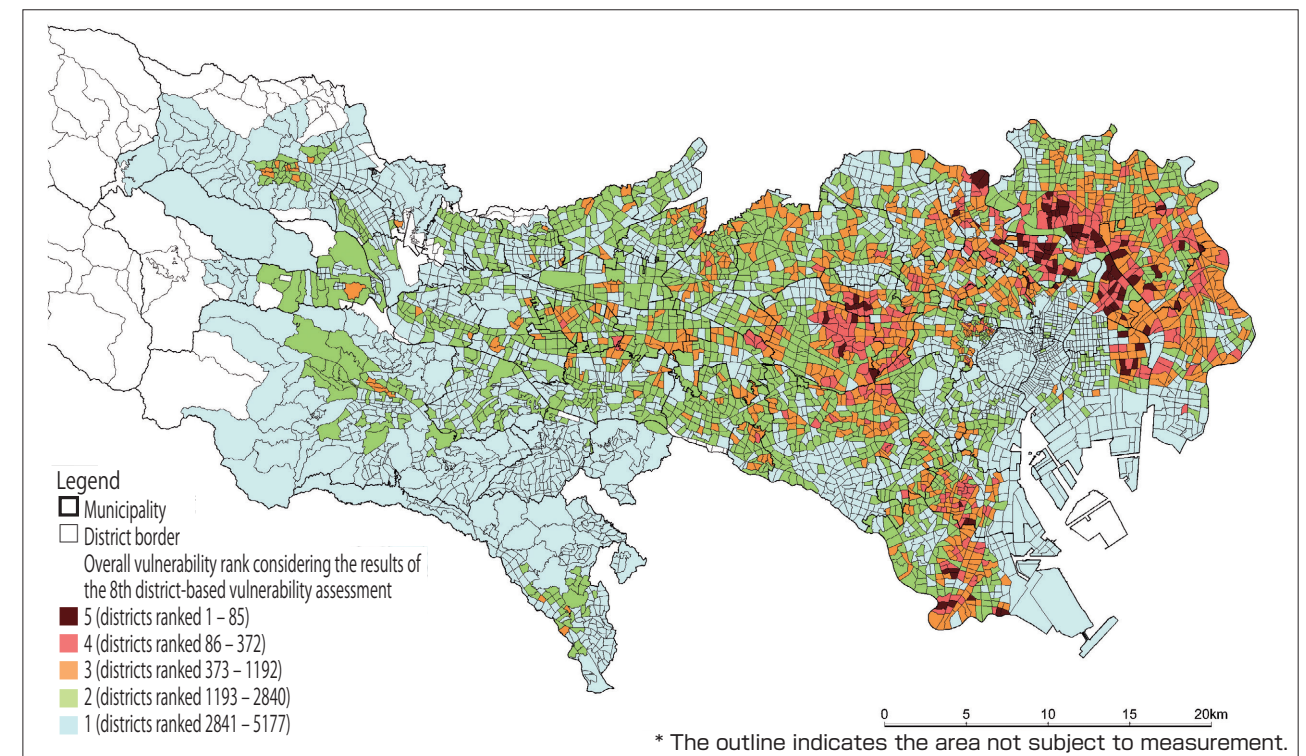 Legend
Municipality
District border
Overall vulnerability rank considering the results of
the 8th district-based vulnerability assessment
5 (districts ranked 1 – 85)
4 (districts ranked 86 – 372)
3 (districts ranked 373 – 1192)
2 (districts ranked 1193 – 2840)
1 (districts ranked 2841 – 5177)
0 5 10 15 20km
* The outline indicates the area not subject to measurement.